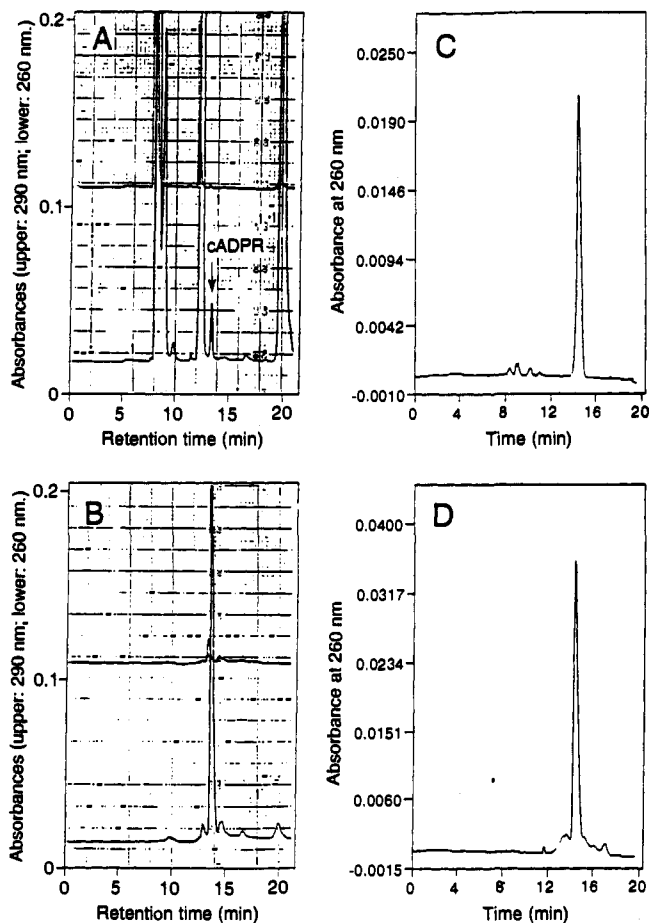 A
0.2
0.1
0
Absorbances (upper: 290 nm; lower: 260 nm.)
cADPR
0 5 10 15 20
Retention time (min)
C
0.0250
0.0190
0.0146
0.0094
0.0042
-0.0010
Absorbance at 260 nm
0 4 8 12 16 20
Time (min)
B
0.2
0.1
0
Absorbances (upper: 290 nm; lower: 260 nm.)
0 5 10 15 20
Retention time (min)
D
0.0400
0.0317
0.0234
0.0151
0.0060
-0.0015
Absorbance at 260 nm
0 4 8 12 16 20
Time (min)